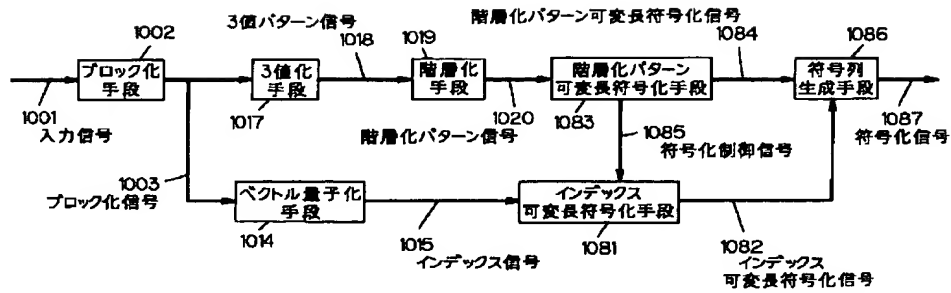 3値パターン信号
階層化パターン可変長符号化信号
1002
1018
1019
1084
1086
ブロック化
手段
3値化
手段
階層化
手段
階層化パターン
可変長符号化手段
符号列
生成手段
1001
入力信号
1017
1020
階層化パターン信号
1083
1085
符号化制御信号
1087
符号化信号
1003
ブロック化信号
ベクトル量子化
手段
インデックス
可変長符号化手段
1014
1015
インデックス信号
1081
1082
インデックス
可変長符号化信号